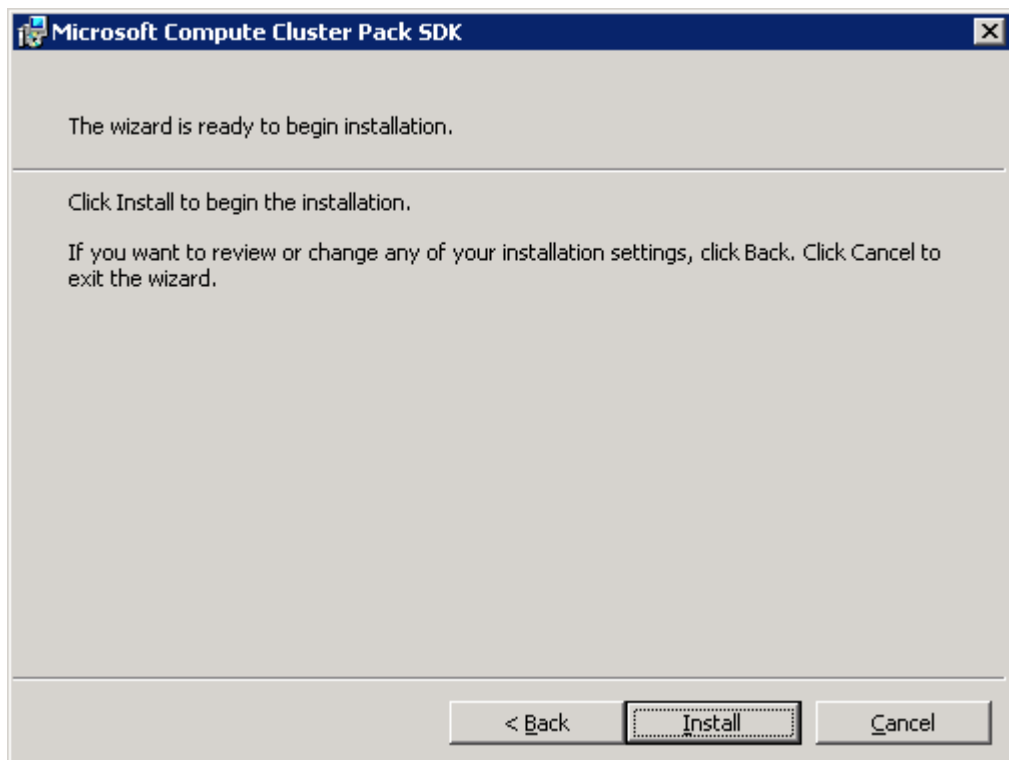 Microsoft Compute Cluster Pack SDK
The wizard is ready to begin installation.
Click Install to begin the installation.
If you want to review or change any of your installation settings, click Back. Click Cancel to
exit the wizard.
< Back Install Cancel